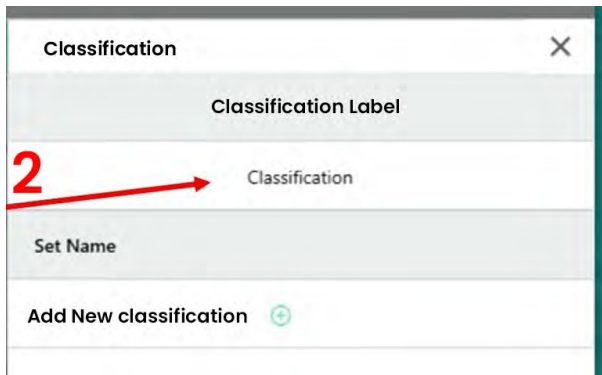 Classification
Classification Label
2
Classification
Set Name
Add New classification